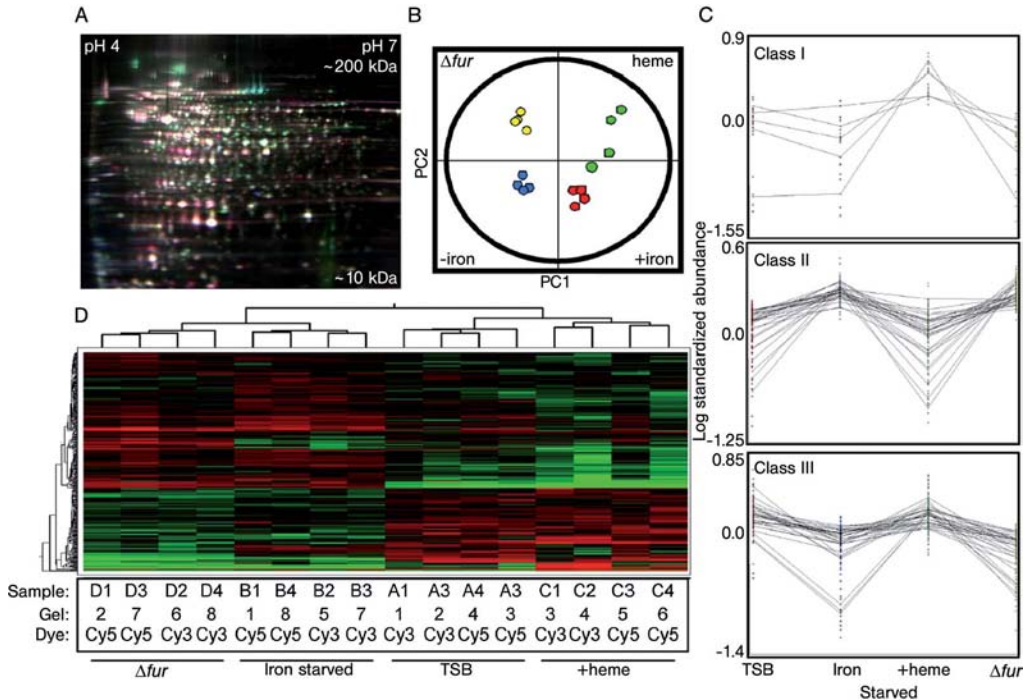 A
pH 4
pH 7
~200 kDa
~10 kDa
B
Δfur
heme
PC2
-iron
+iron
PC1
C
0.9
Class I
0.0
-1.55
0.6
Class II
0.0
-1.25
0.85
Class III
0.0
-1.4
Log standardized abundance
TSB
Iron
+heme
Δfur
Starved
D
Sample: D1 D3 D2 D4 B1 B4 B2 B3 A1 A3 A4 A3 C1 C2 C3 C4
Gel: 2 7 6 8 1 8 5 7 1 2 4 3 3 4 5 6
Dye: Cy5 Cy5 Cy3 Cy3 Cy5 Cy5 Cy3 Cy3 Cy3 Cy3 Cy5 Cy5 Cy3 Cy3 Cy5 Cy5
Δfur
Iron starved
TSB
+heme